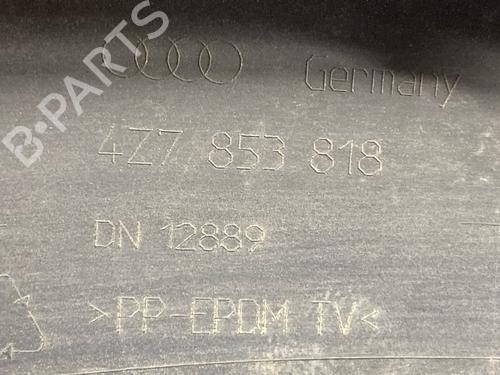 B-PARTS
Germany
4Z7 853 818
DN 12889
>PP-EPDM TV<